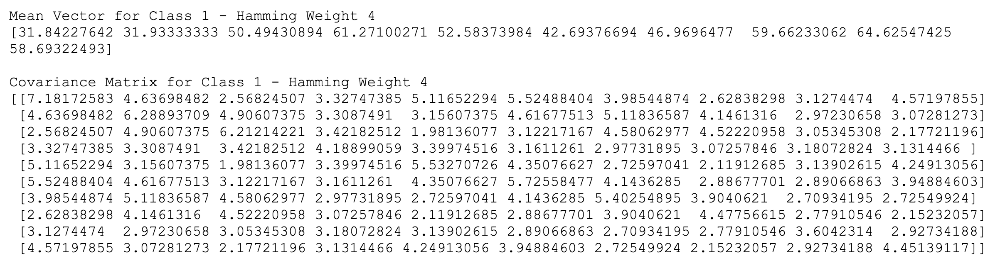 Mean Vector for Class 1 - Hamming Weight 4
[31.84227642 31.93333333 50.49430894 61.27100271 52.58373984 42.69376694 46.9696477  59.66233062 64.62547425
58.69322493]

Covariance Matrix for Class 1 - Hamming Weight 4
[[7.18172583 4.63698482 2.56824507 3.32747385 5.11652294 5.52488404 3.98544874 2.62838298 3.1274474  4.57197855]
 [4.63698482 6.28893709 4.90607375 3.3087491  3.15607375 4.61677513 5.11836587 4.1461316  2.97230658 3.07281273]
 [2.56824507 4.90607375 6.21214221 3.42182512 1.98136077 3.12217167 4.58062977 4.52220958 3.05345308 2.17721196]
 [3.32747385 3.3087491  3.42182512 4.18899059 3.39974516 3.1611261 2.97731895 3.07257846 3.18072824 3.1314466 ]
 [5.11652294 3.15607375 1.98136077 3.39974516 5.53270726 4.35076627 2.72597041 2.11912685 3.13902615 4.24913056]
 [5.52488404 4.61677513 3.12217167 3.1611261  4.35076627 5.72558477 4.1436285  2.88677701 2.89066863 3.94884603]
 [3.98544874 5.11836587 4.58062977 2.97731895 2.72597041 4.1436285 5.40254895 3.9040621  2.70934195 2.72549924]
 [2.62838298 4.1461316  4.52220958 3.07257846 2.11912685 2.88677701 3.9040621  4.47756615 2.77910546 2.15232057]
 [3.1274474  2.97230658 3.05345308 3.18072824 3.13902615 2.89066863 2.70934195 2.77910546 3.6042314  2.92734188]
 [4.57197855 3.07281273 2.17721196 3.1314466 4.24913056 3.94884603 2.72549924 2.15232057 2.92734188 4.45139117]]